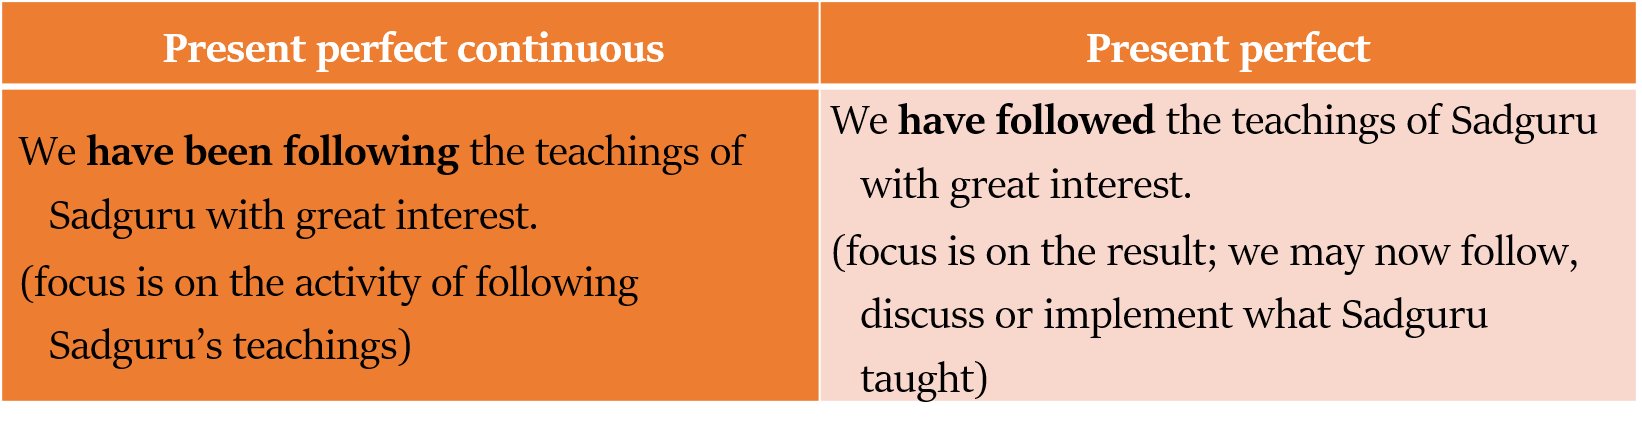 Present perfect continuous
Present perfect
We have been following the teachings of
Sadguru with great interest.
(focus is on the activity of following
Sadguru’s teachings)
We have followed the teachings of Sadguru
with great interest.
(focus is on the result; we may now follow,
discuss or implement what Sadguru
taught)